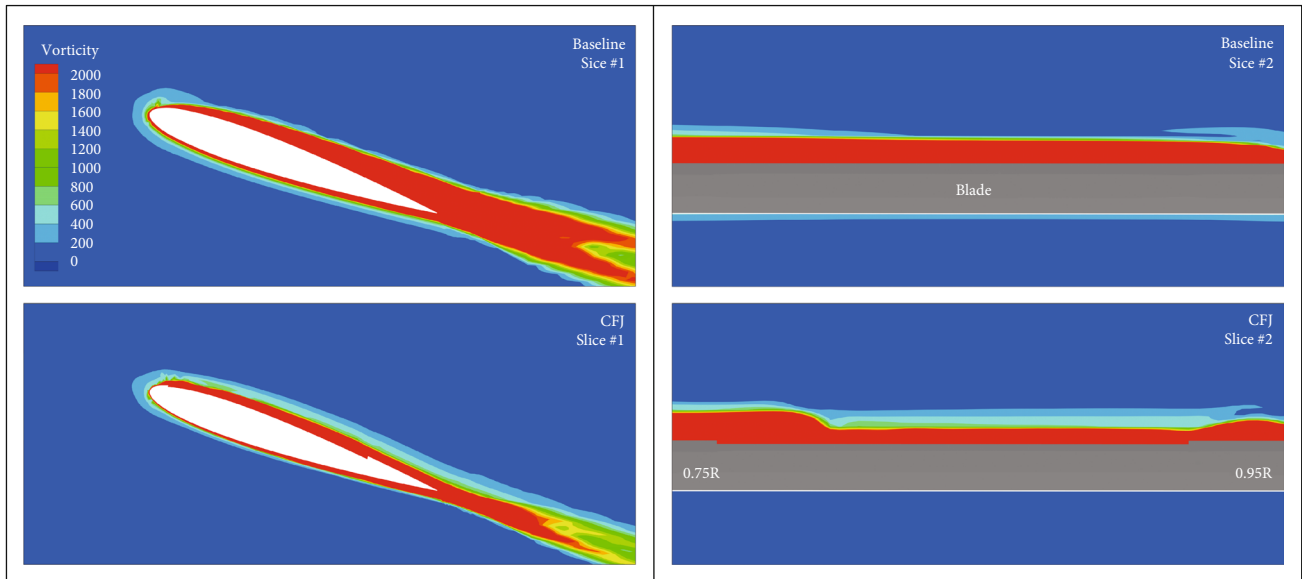 Vorticity
2000
1800
1600
1400
1200
1000
800
600
400
200
0
Baseline
Sice #1
Baseline
Sice #2
Blade
CFJ
Slice #1
CFJ
Slice #2
0.75R
0.95R